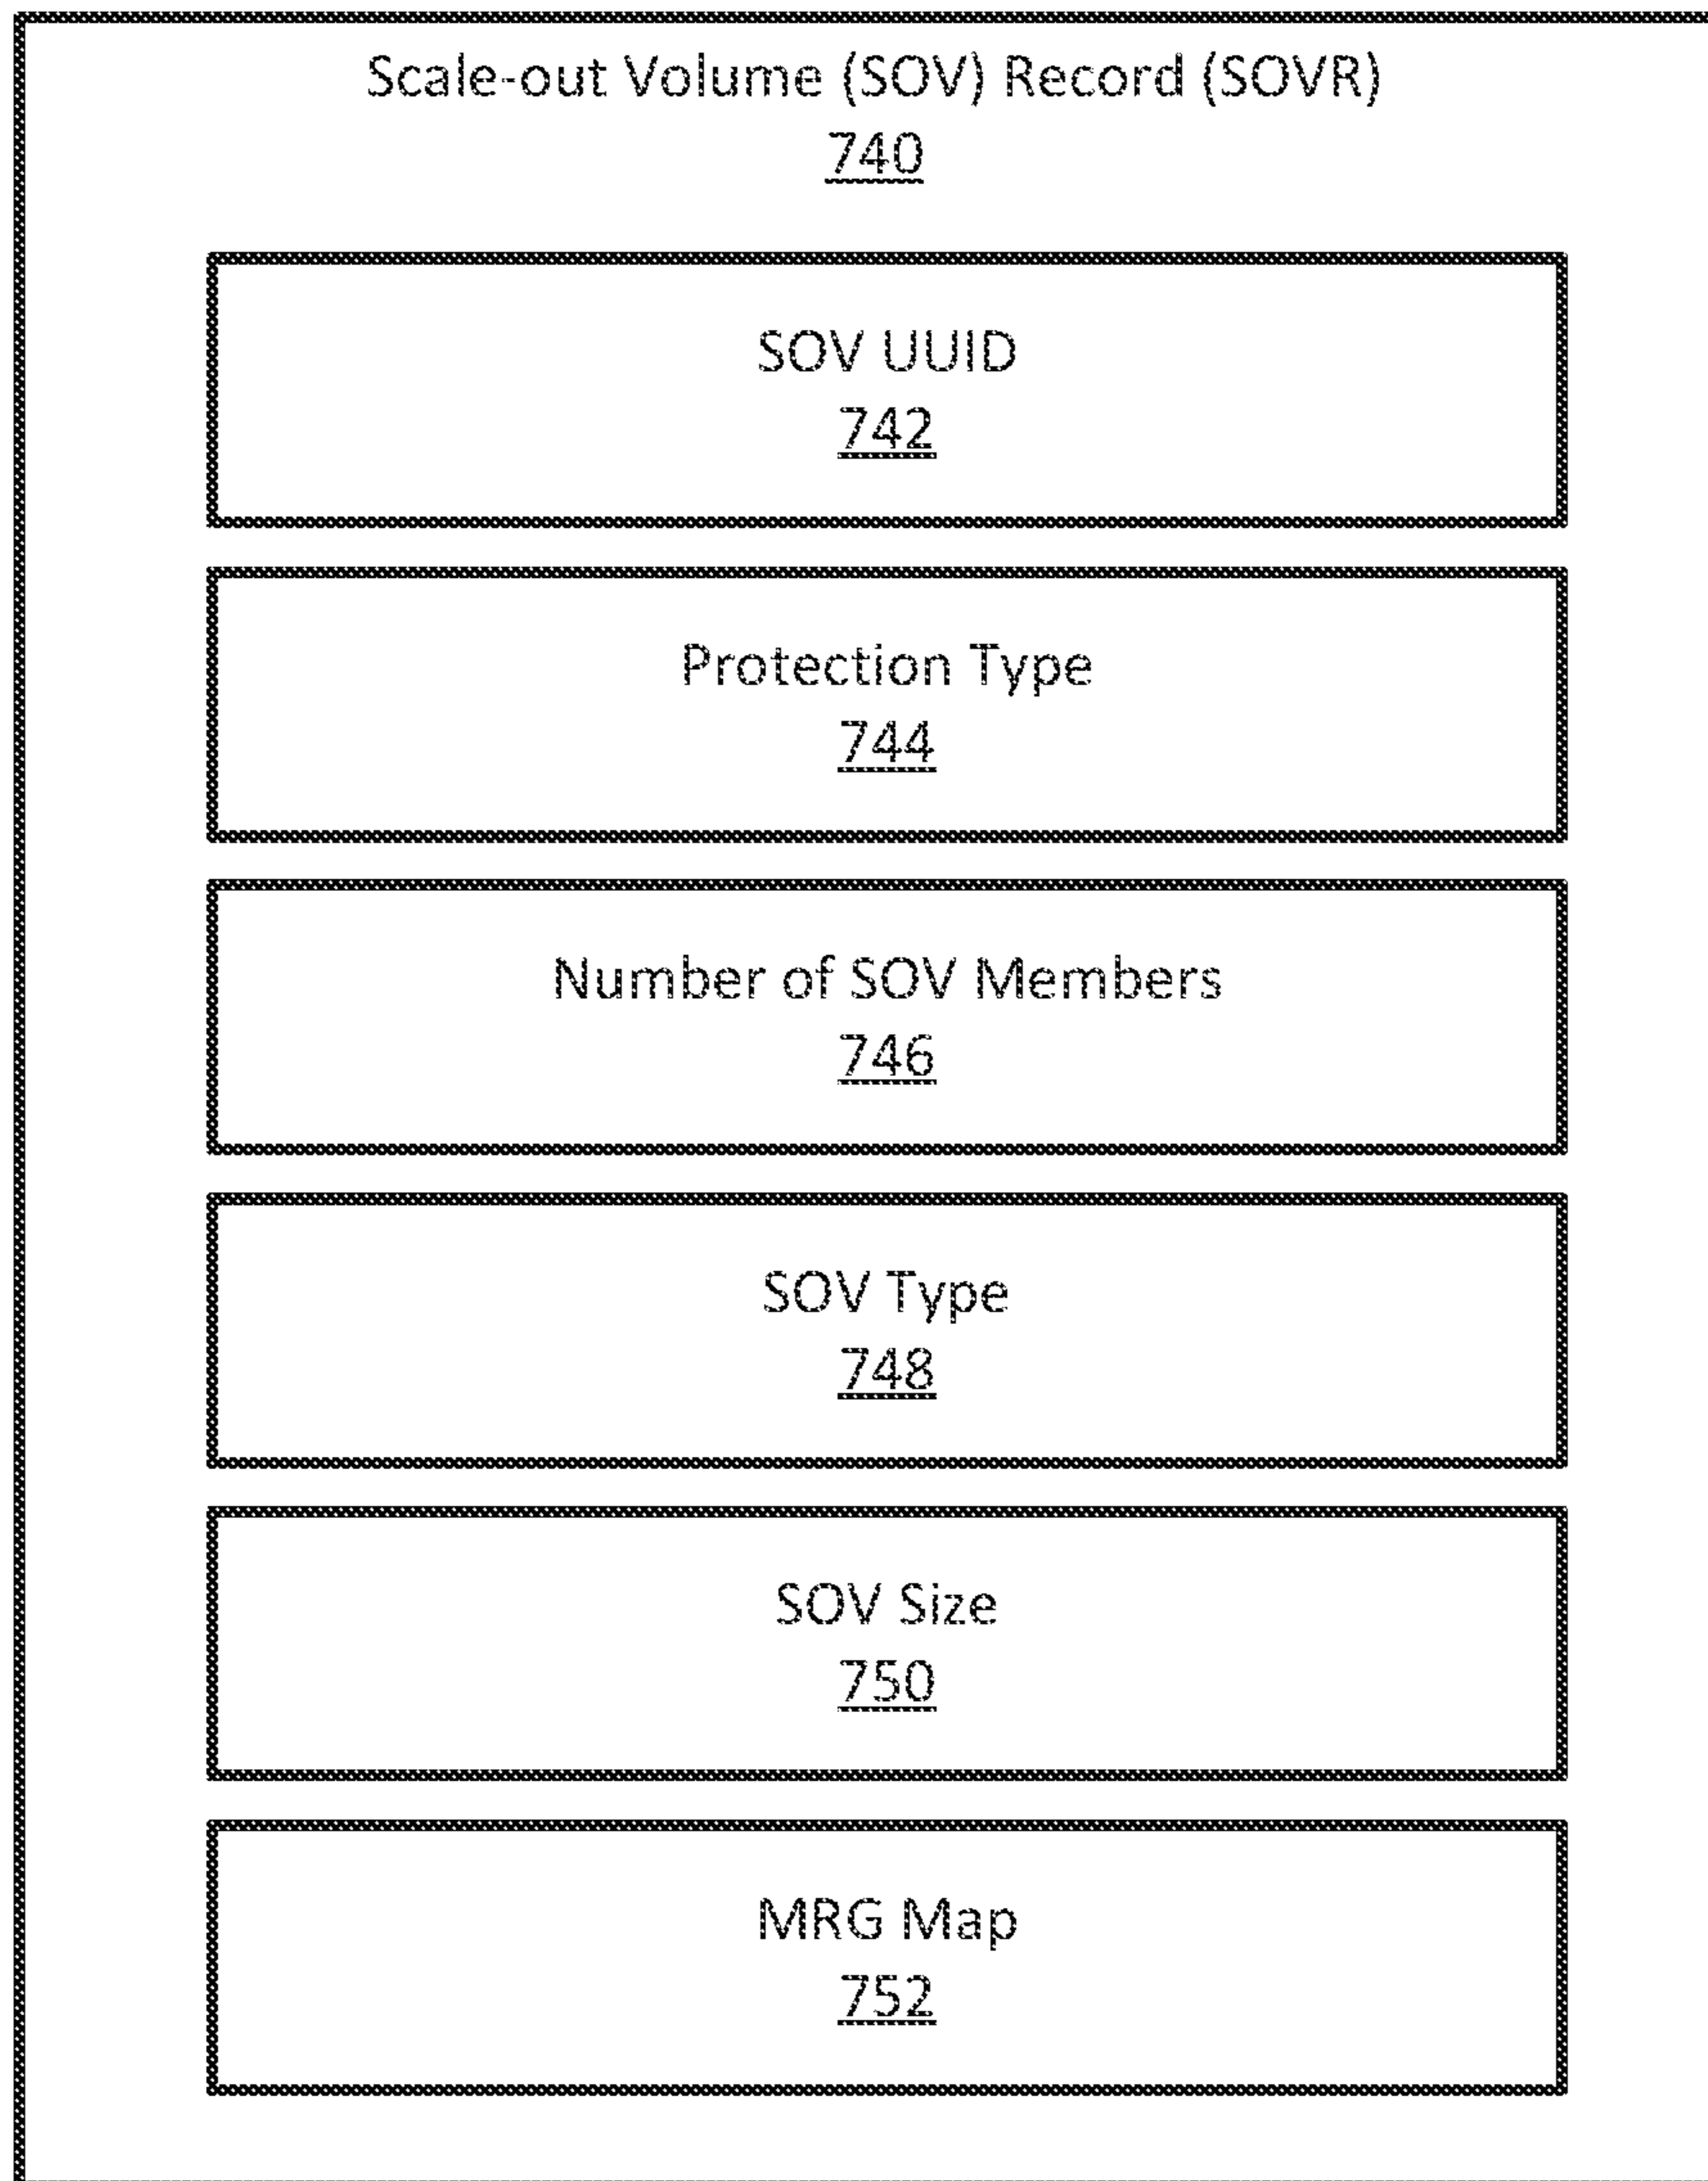 Scale-out Volume (SOV) Record (SOVR)
740
SOV UUID
742
Protection Type
744
Number of SOV Members
746
SOV Type
748
SOV Size
750
MRG Map
752